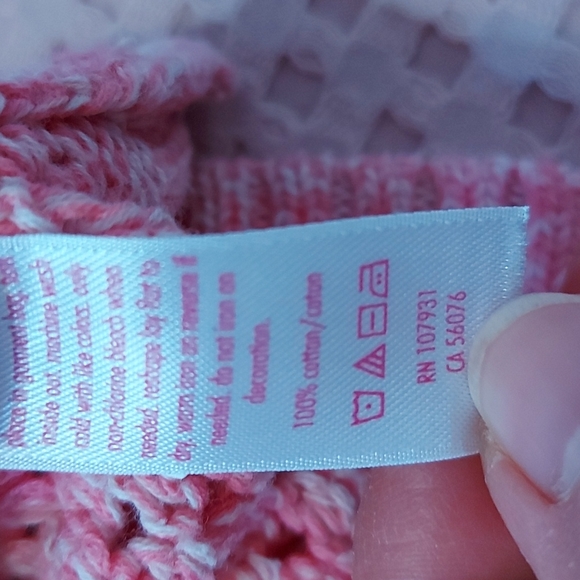 place in garment bag. turn
inside out. machine wash
cold with like colors. only
non-chlorine bleach when
needed. reshape. lay flat to
dry. warm iron on reverse if
needed. do not iron on
decoration.
100% cotton/coton
RN 107931
CA 56076